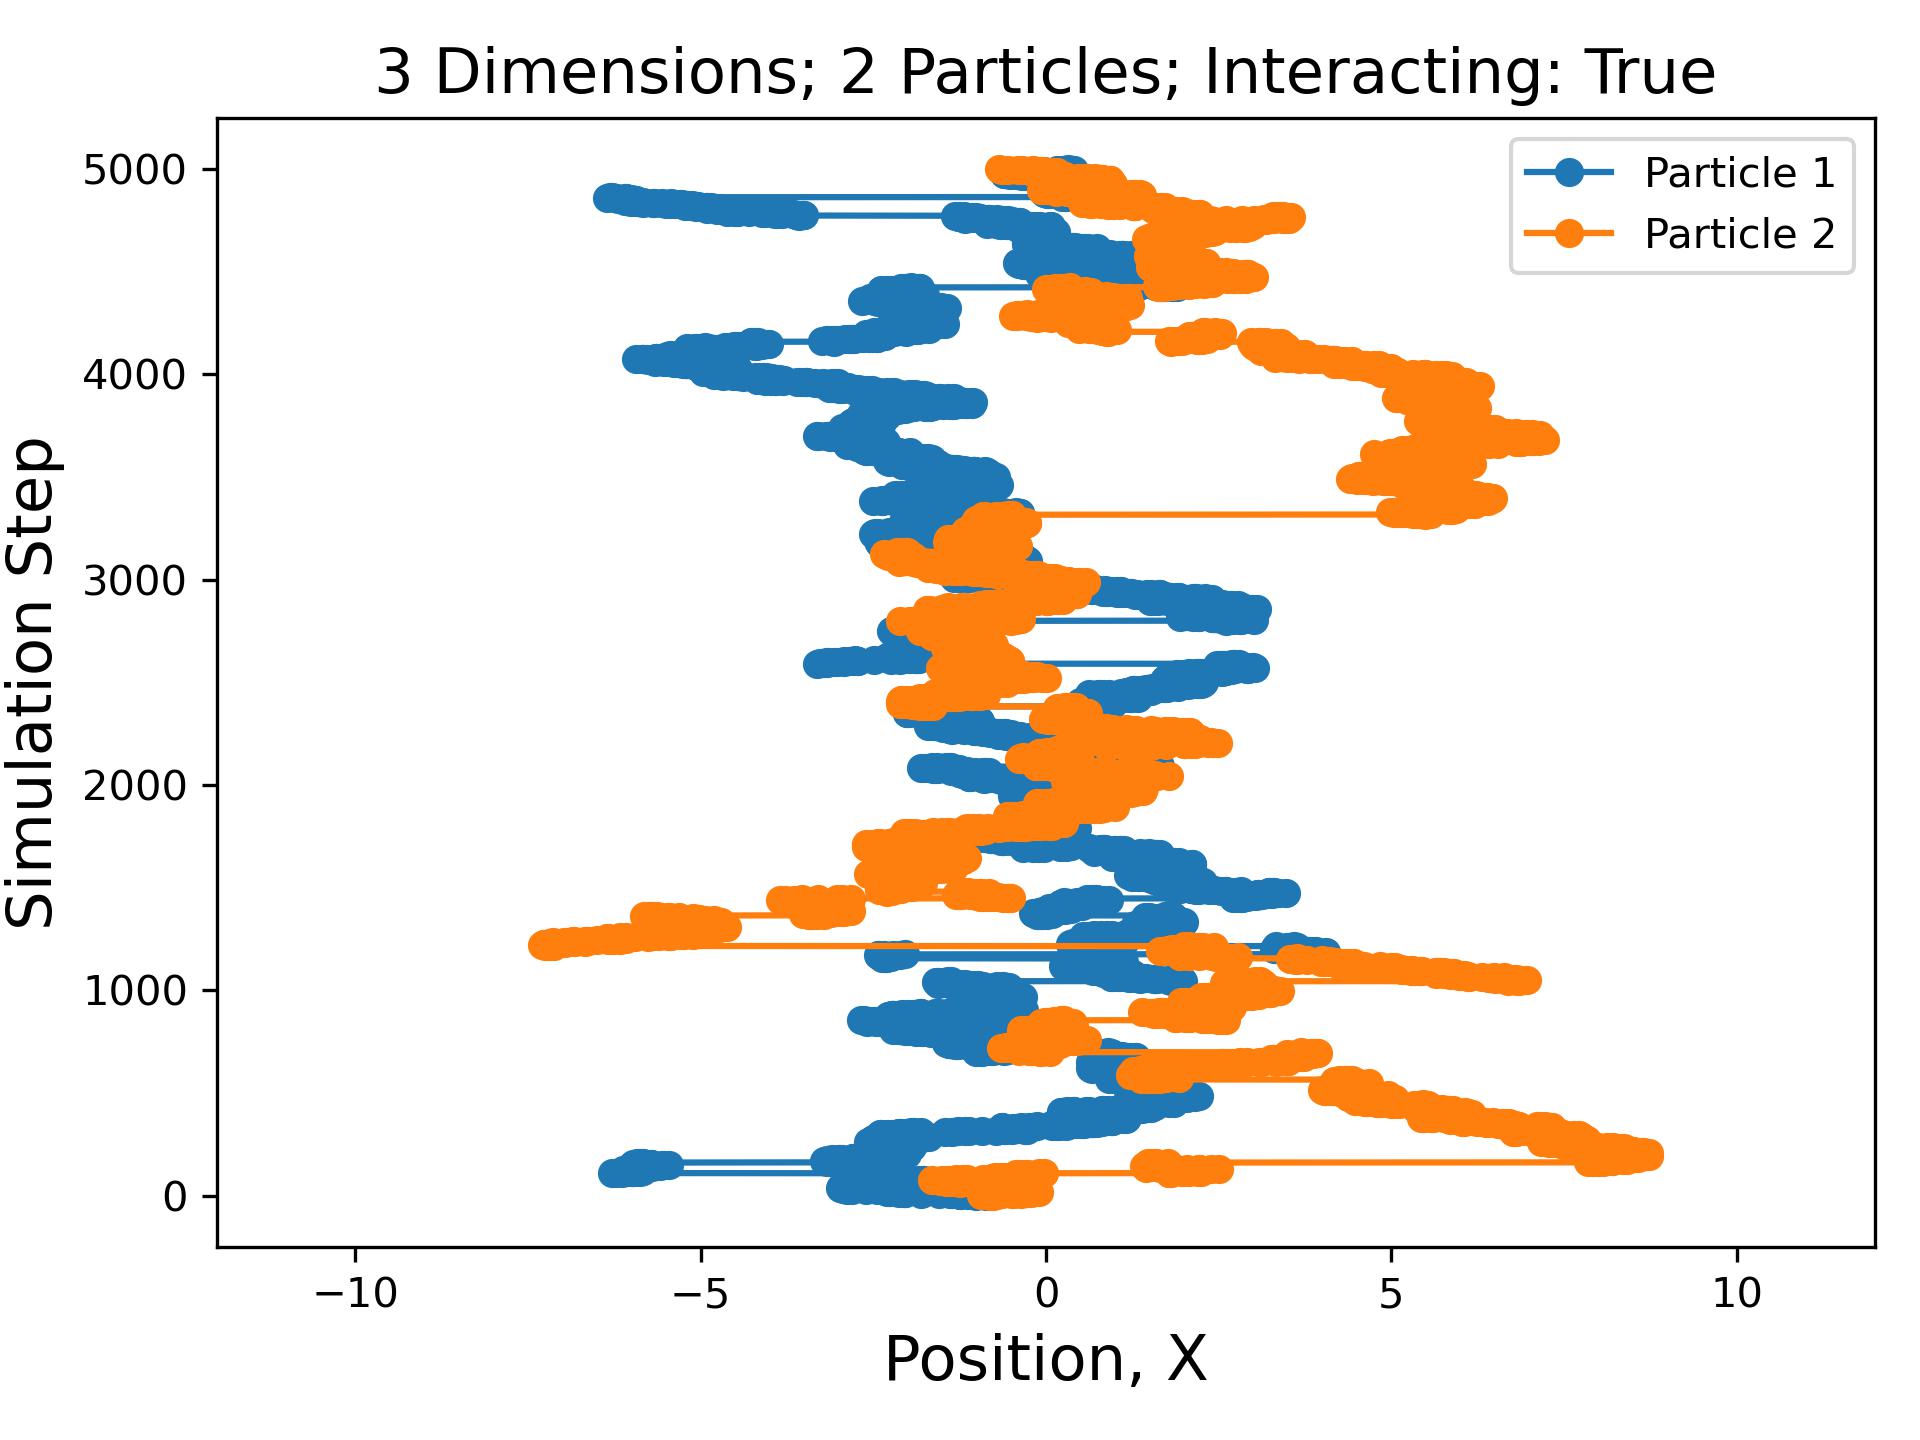 3 Dimensions; 2 Particles; Interacting: True
Particle 1
Particle 2
Simulation Step
5000
4000
3000
2000
1000
0
−10
−5
0
5
10
Position, X